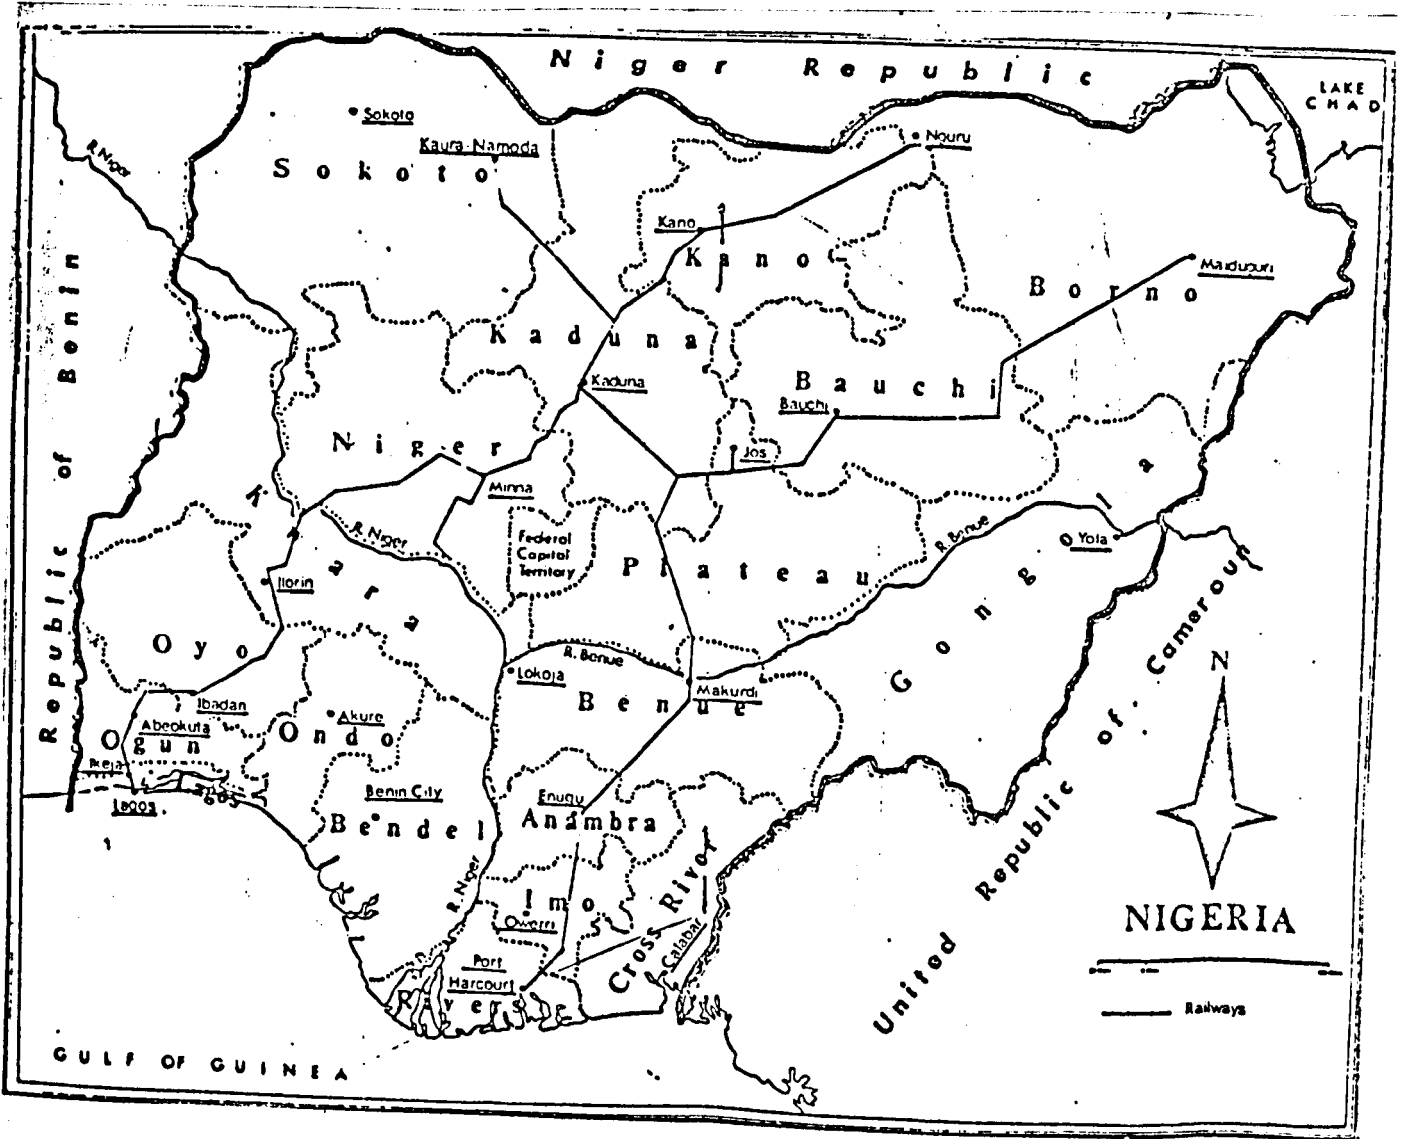 Niger Republic
LAKE
CHAD
R. Niger
Sokoto
Kaura-Namoda
Nguru
Sokoto
Kano
Kano
Maiduguri
Borno
Republic of Benin
Kaduna
Kaduna
Bauchi
Bauchi
Niger
Jos
Minna
Kwara
R. Niger
Federal
Capital
Territory
R. Benue
Yola
Gongola
Plateau
Ilorin
Oyo
R. Benue
Lokoja
Makurdi
Benue
Ibadan
Abeokuta
Akure
Ogun
Ondo
Ikeja
Lagos
Lagos
Benin City
Bendel
Enugu
Anambra
R. Niger
Imo
Owerri
Cross River
Calabar
Port
Harcourt
Rivers
United Republic of Cameroun
N
NIGERIA
Railways
GULF OF GUINEA